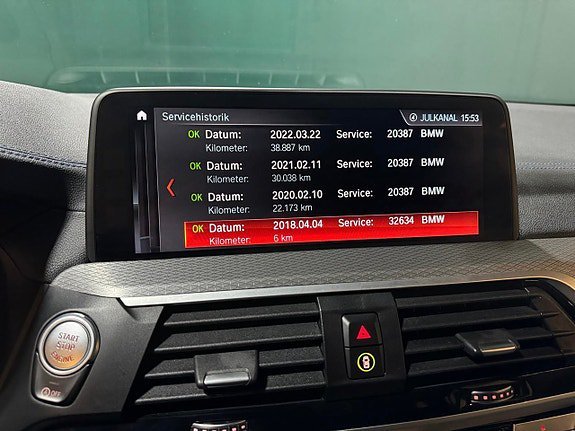 Servicehistorik JULKANAL 15:53
OK Datum: 2022.03.22 Service: 20387 BMW
Kilometer: 38.887 km
OK Datum: 2021.02.11 Service: 20387 BMW
Kilometer: 30.038 km
OK Datum: 2020.02.10 Service: 20387 BMW
Kilometer: 22.173 km
OK Datum: 2018.04.04 Service: 32634 BMW
Kilometer: 6 km
START
STOP
ENGINE
OFF